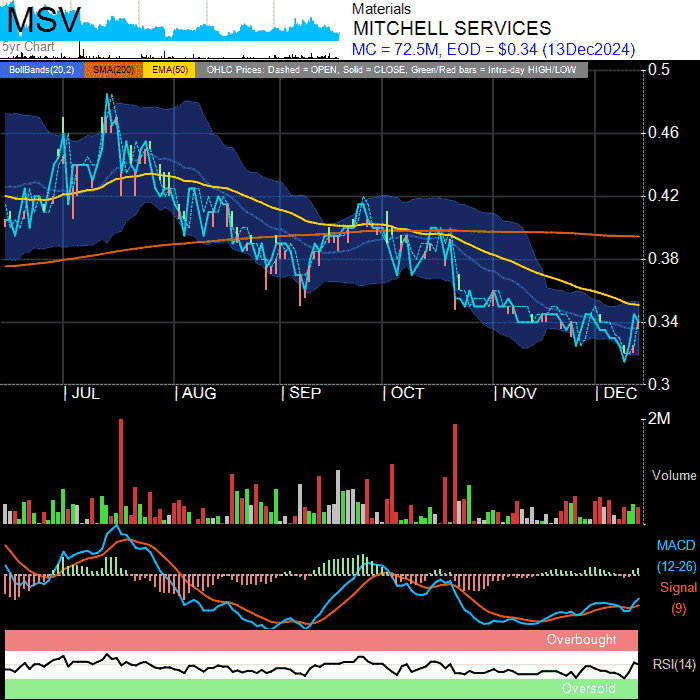 MSV
5yr Chart
Materials
MITCHELL SERVICES
MC = 72.5M, EOD = $0.34 (13Dec2024)
BollBands(20,2) SMA(200) EMA(50) OHLC Prices: Dashed = OPEN, Solid = CLOSE, Green/Red bars = Intra-day HIGH/LOW
0.5
0.46
0.42
0.38
0.34
0.3
| JUL | AUG | SEP | OCT | NOV | DEC
2M
Volume
MACD
(12-26)
Signal
(9)
Overbought
RSI(14)
Oversold